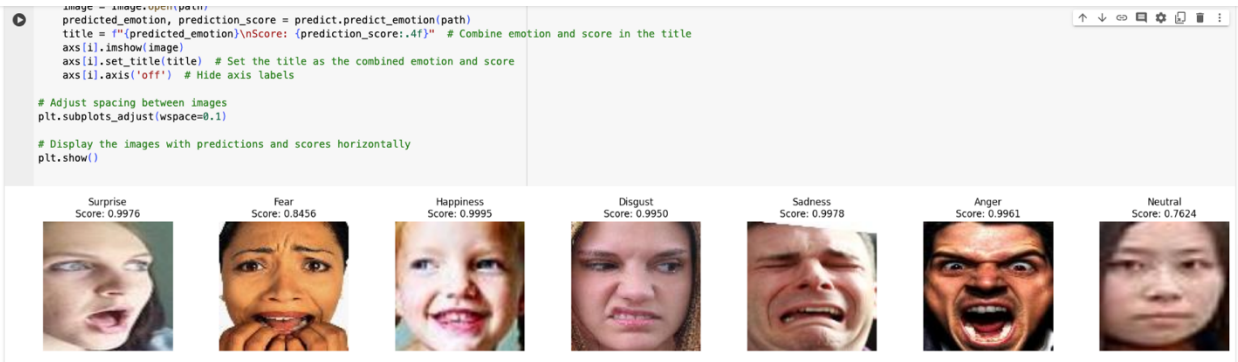 image = Image.open(path)
predicted_emotion, prediction_score = predict.predict_emotion(path)
title = f"{predicted_emotion}\nScore: {prediction_score:.4f}"  # Combine emotion and score in the title
axs[i].imshow(image)
axs[i].set_title(title)  # Set the title as the combined emotion and score
axs[i].axis('off')  # Hide axis labels
# Adjust spacing between images
plt.subplots_adjust(wspace=0.1)
# Display the images with predictions and scores horizontally
plt.show()
Surprise
Score: 0.9976
Fear
Score: 0.8456
Happiness
Score: 0.9995
Disgust
Score: 0.9950
Sadness
Score: 0.9978
Anger
Score: 0.9961
Neutral
Score: 0.7624